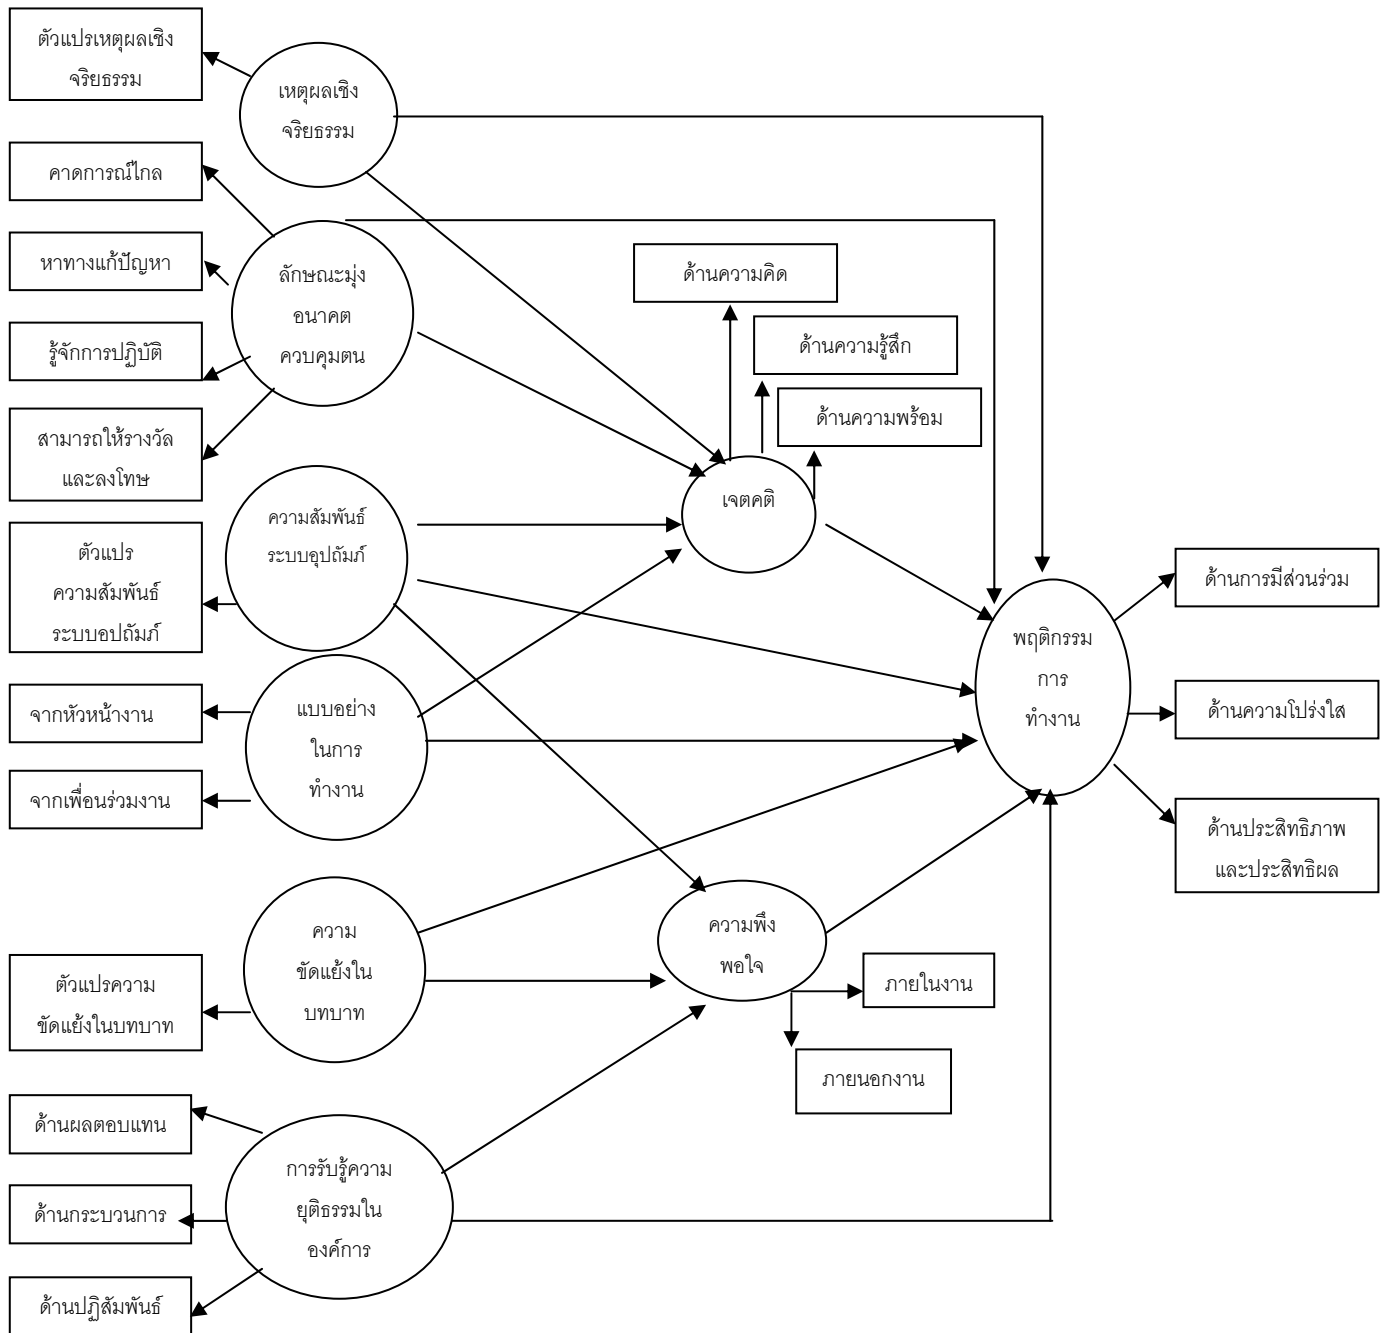 ตัวแปรเหตุผลเชิง
จริยธรรม
เหตุผลเชิง
จริยธรรม
คาดการณ์ไกล
หาทางแก้ปัญหา
รู้จักการปฏิบัติ
สามารถให้รางวัล
และลงโทษ
ลักษณะมุ่ง
อนาคต
ควบคุมตน
ด้านความคิด
ด้านความรู้สึก
ด้านความพร้อม
เจตคติ
ความสัมพันธ์
ระบบอุปถัมภ์
ตัวแปร
ความสัมพันธ์
ระบบอปถัมภ์
จากหัวหน้างาน
จากเพื่อนร่วมงาน
แบบอย่าง
ในการ
ทำงาน
พฤติกรรม
การ
ทำงาน
ด้านการมีส่วนร่วม
ด้านความโปร่งใส
ด้านประสิทธิภาพ
และประสิทธิผล
ความ
ขัดแย้งใน
บทบาท
ตัวแปรความ
ขัดแย้งในบทบาท
ความพึง
พอใจ
ภายในงาน
ภายนอกงาน
ด้านผลตอบแทน
ด้านกระบวนการ
ด้านปฏิสัมพันธ์
การรับรู้ความ
ยุติธรรมใน
องค์การ